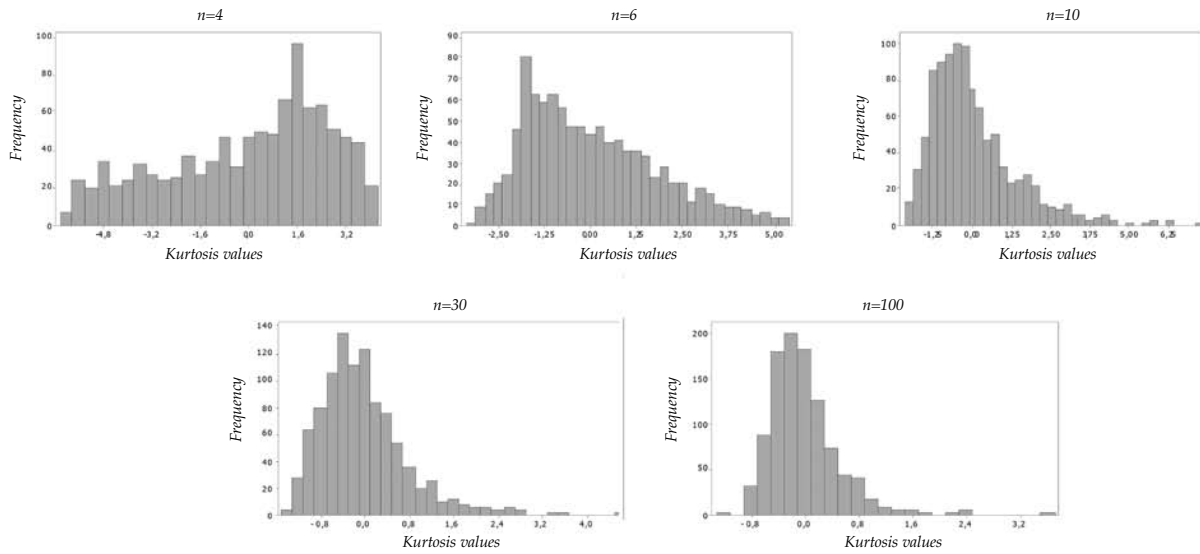 n=4
100
80
60
40
20
0
Frequency
-4,8 -3,2 -1,6 0,0 1,6 3,2
Kurtosis values
n=6
90
80
70
60
50
40
30
20
10
0
Frequency
-2,50 -1,25 0,00 1,25 2,50 3,75 5,00
Kurtosis values
n=10
100
80
60
40
20
0
Frequency
-1,25 0,0 1,25 2,50 3,75 5,00 6,25
Kurtosis values
n=30
140
120
100
80
60
40
20
0
Frequency
-0,8 0,0 0,8 1,6 2,4 3,2 4,0
Kurtosis values
n=100
200
150
100
50
0
Frequency
-0,8 0,0 0,8 1,6 2,4 3,2
Kurtosis values